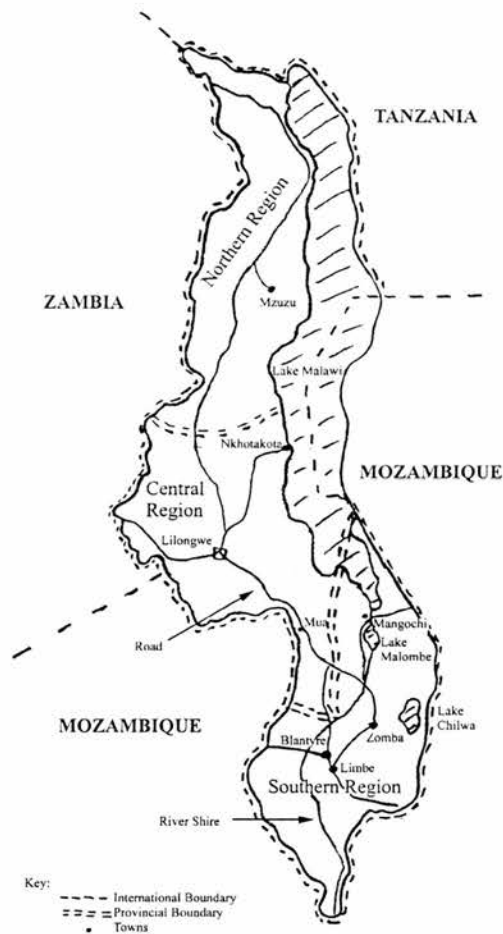 TANZANIA
Northern Region
ZAMBIA
Mzuzu
Lake Malawi
Nkhotakota
MOZAMBIQUE
Central
Region
Lilongwe
Mua
Mangochi
Road
Lake
Malombe
MOZAMBIQUE
Lake
Chilwa
Blantyre
Zomba
Limbe
Southern Region
River Shire
Key:
International Boundary
Provincial Boundary
Towns